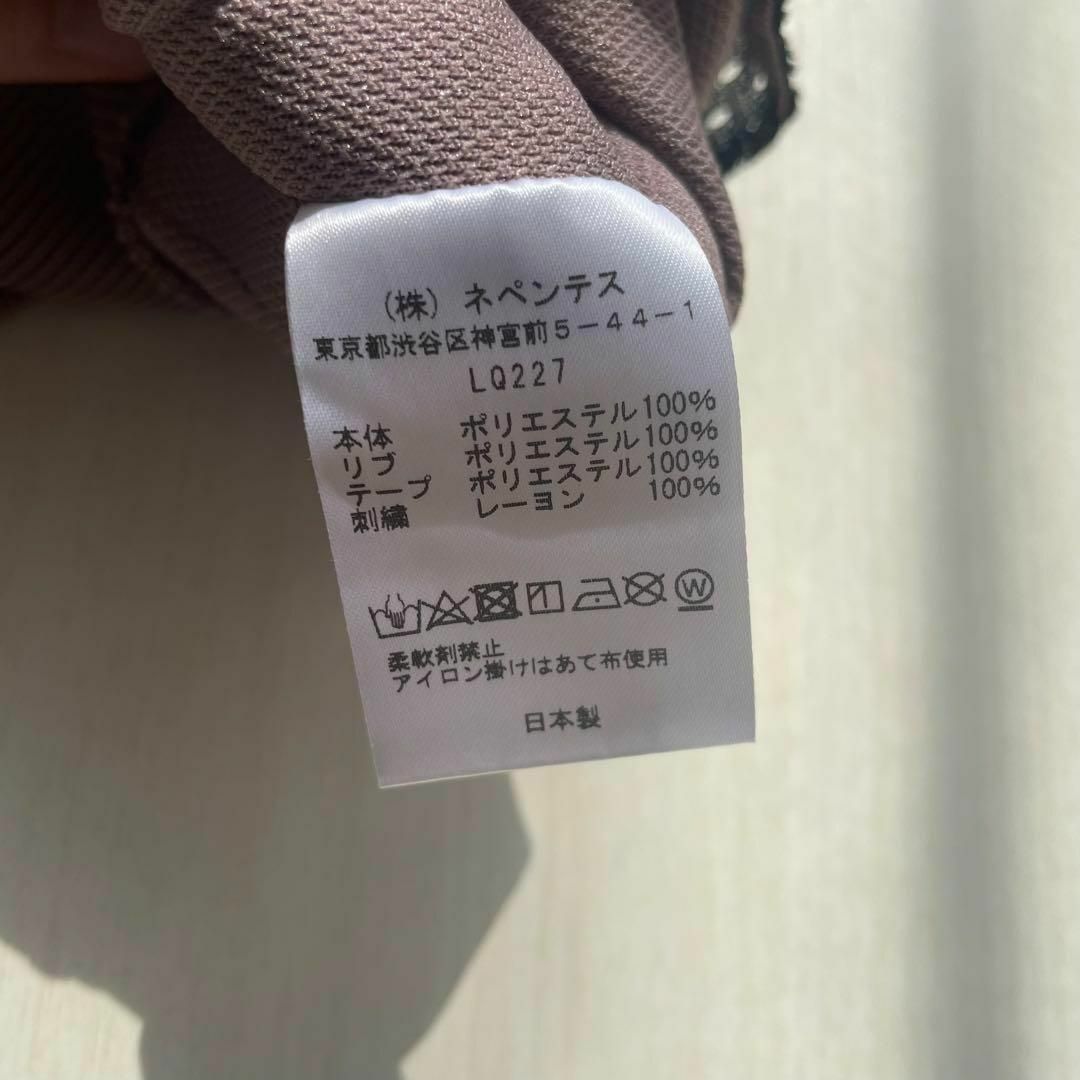 (株) ネペンテス
東京都渋谷区神宮前5-44-1
LQ227
本体 ポリエステル100%
リブ ポリエステル100%
テープ ポリエステル100%
刺繍 レーヨン 100%
W
柔軟剤禁止
アイロン掛けはあて布使用
日本製